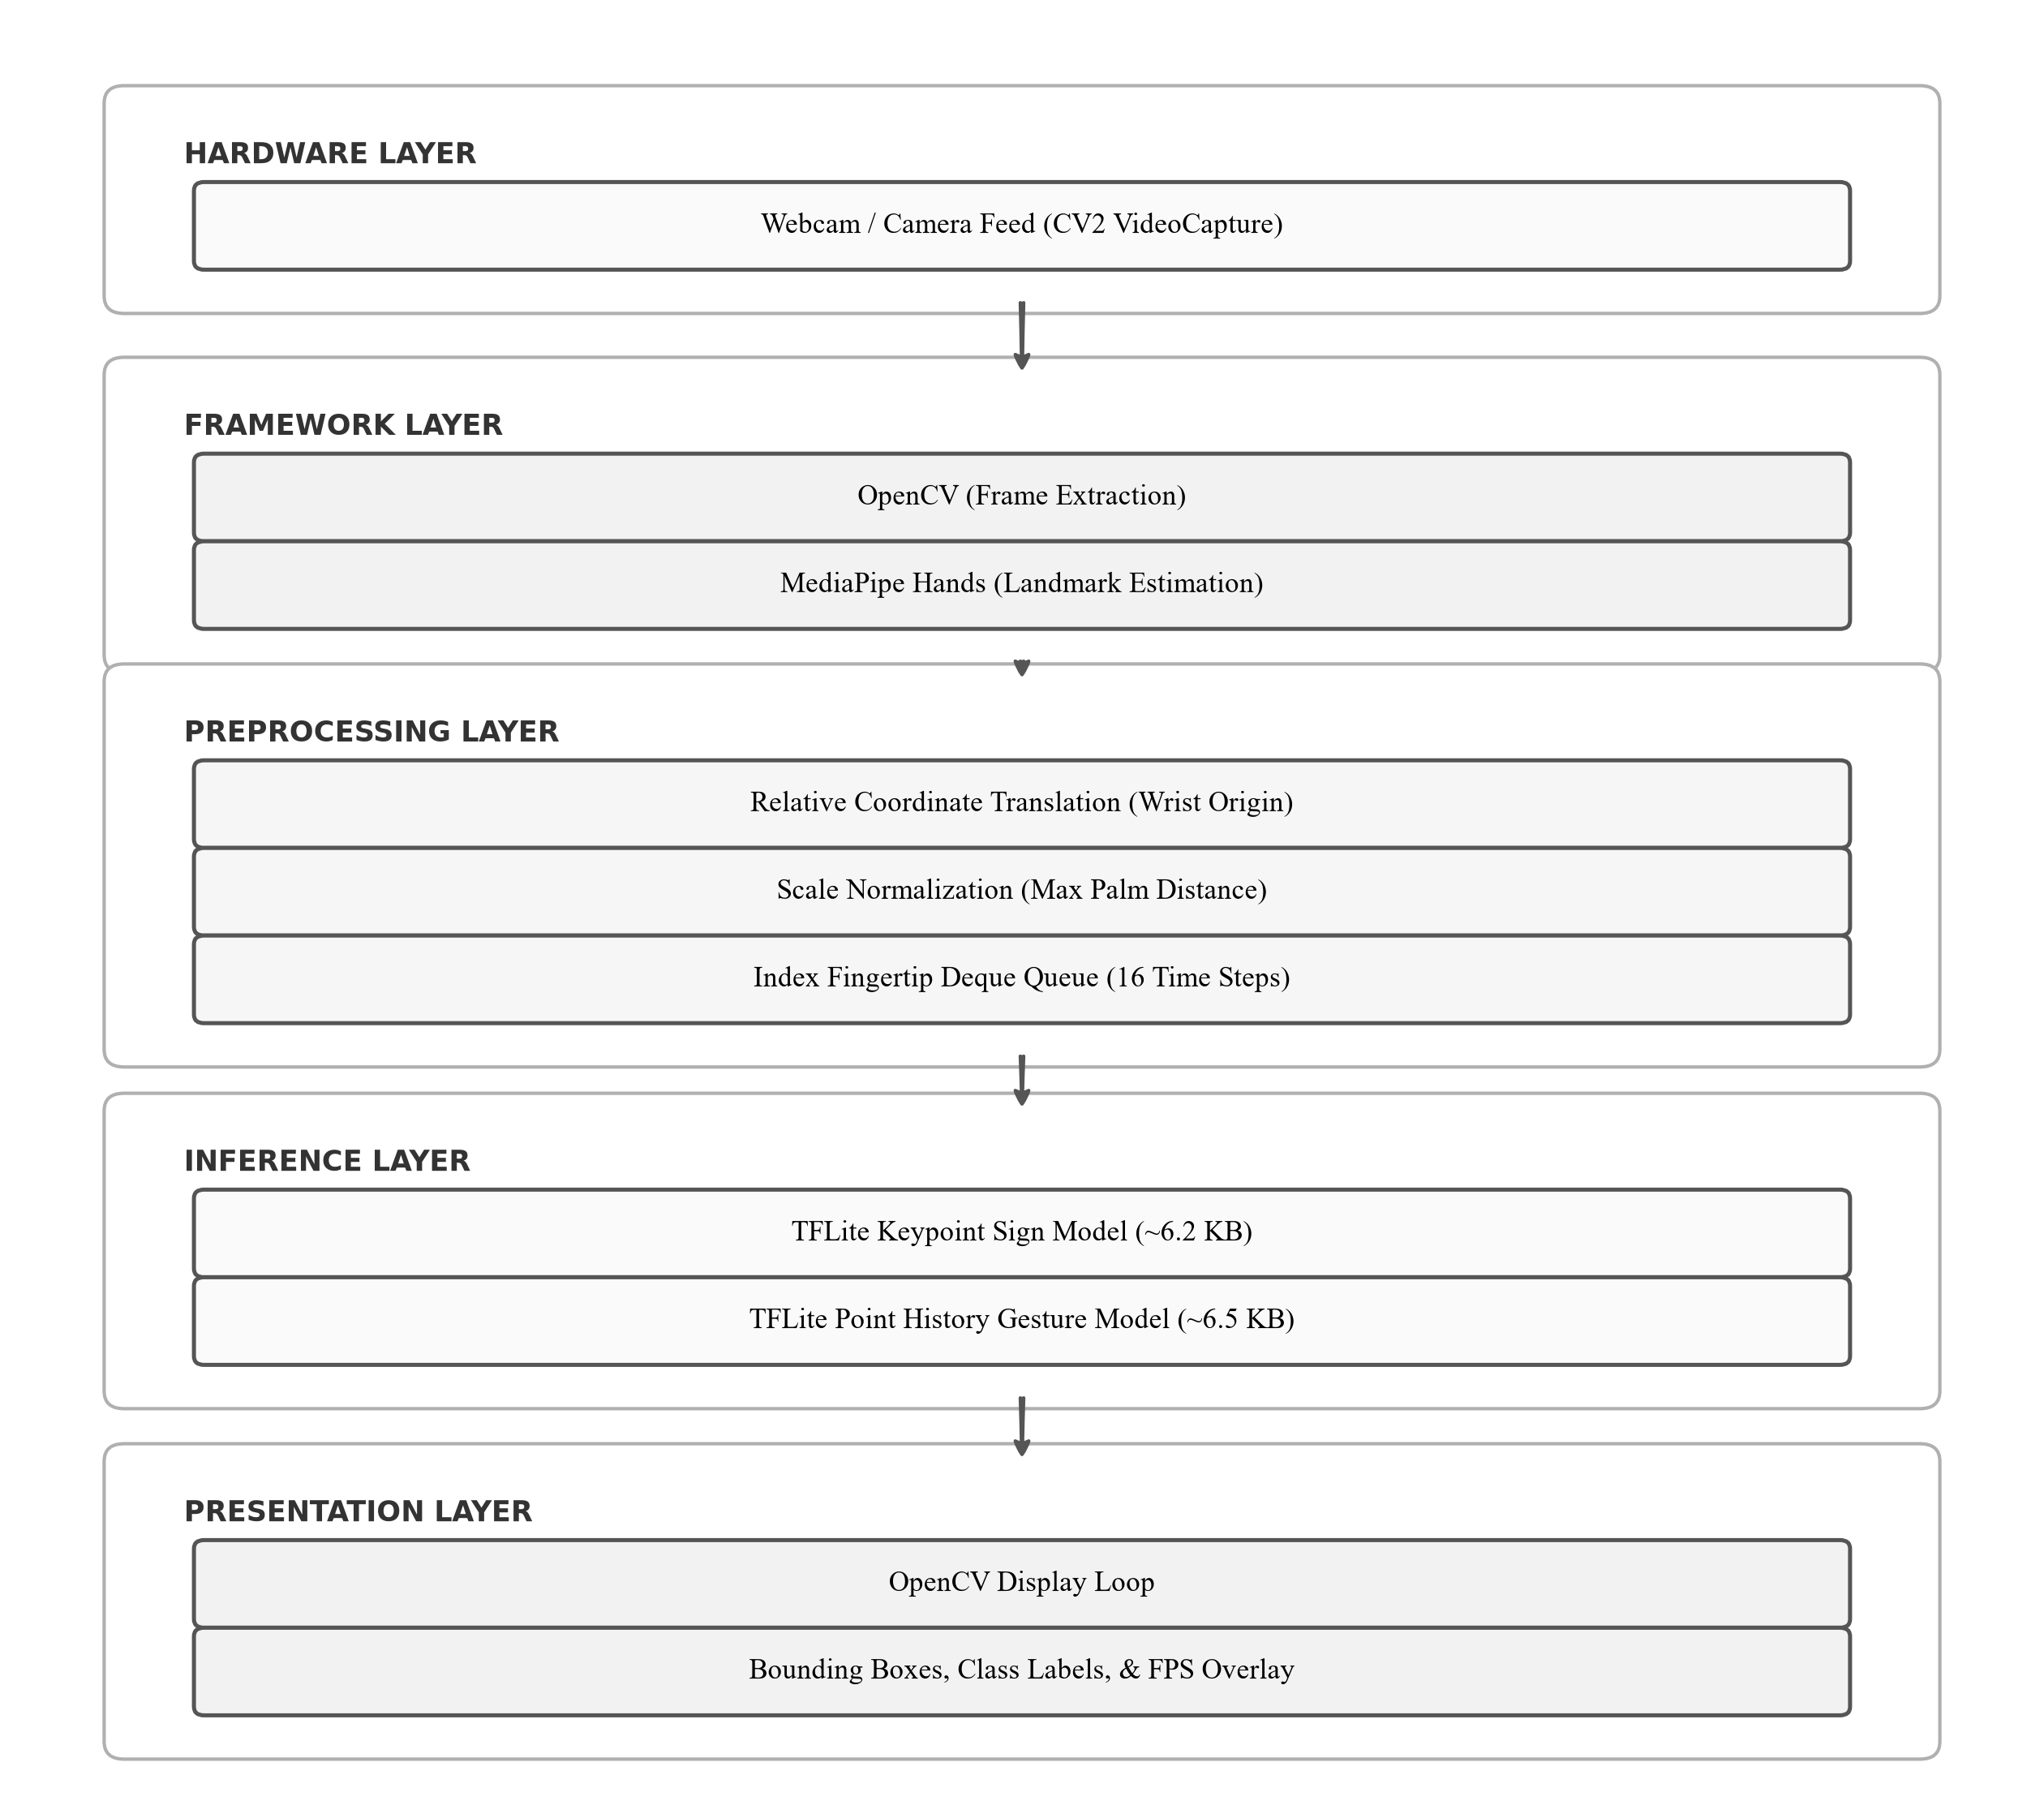 HARDWARE LAYER
Webcam / Camera Feed (CV2 VideoCapture)
FRAMEWORK LAYER
OpenCV (Frame Extraction)
MediaPipe Hands (Landmark Estimation)
PREPROCESSING LAYER
Relative Coordinate Translation (Wrist Origin)
Scale Normalization (Max Palm Distance)
Index Fingertip Deque Queue (16 Time Steps)
INFERENCE LAYER
TFLite Keypoint Sign Model (~6.2 KB)
TFLite Point History Gesture Model (~6.5 KB)
PRESENTATION LAYER
OpenCV Display Loop
Bounding Boxes, Class Labels, & FPS Overlay